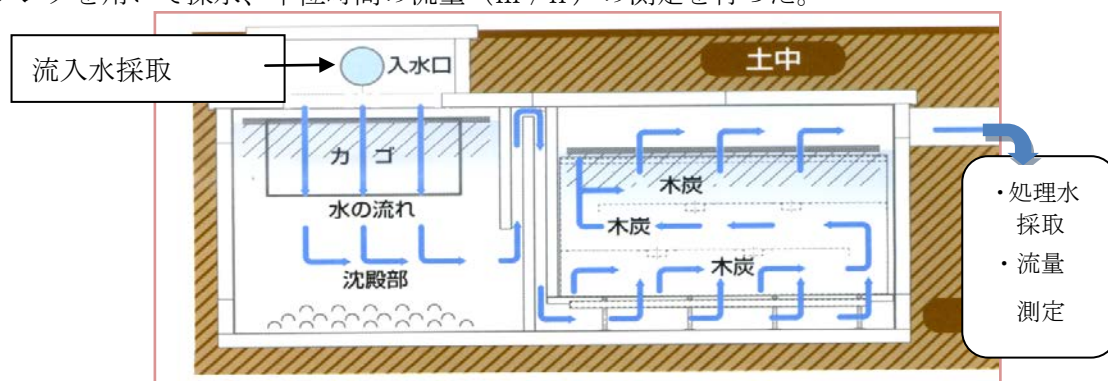 流入水採取
入水口
土中
カゴ
水の流れ
沈殿部
木炭
木炭
木炭
・処理水
採取
・流量
測定